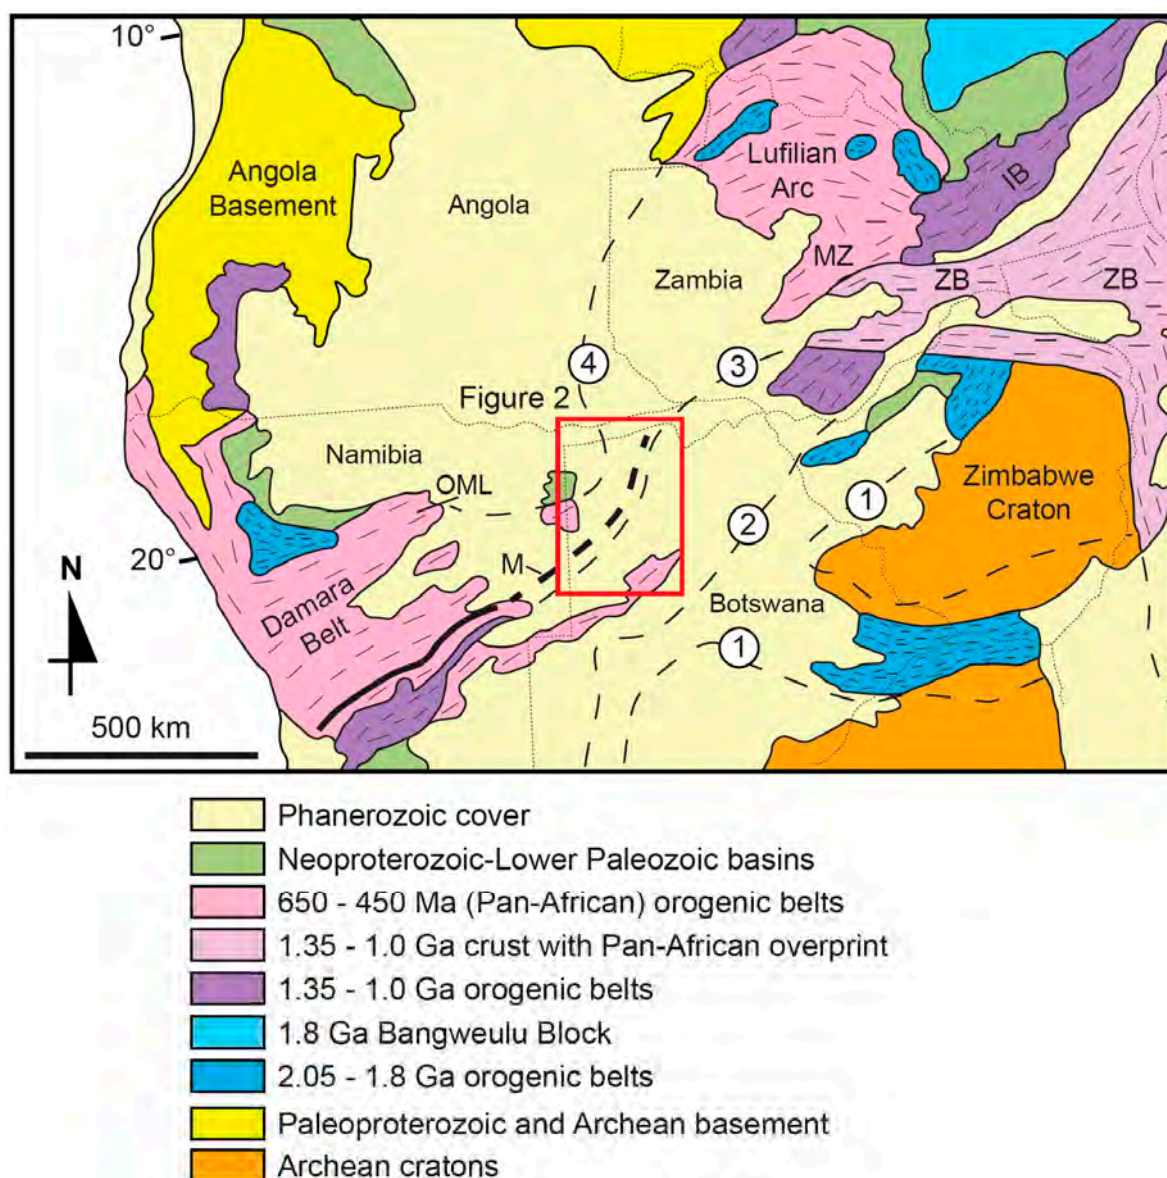 10°
Angola
Basement
Angola
Lufilian
Arc
IB
MZ
Zambia
ZB
ZB
4
3
Figure 2
Namibia
OML
Zimbabwe
Craton
1
2
20°
N
M
Damara
Belt
Botswana
1
500 km
Phanerozoic cover
Neoproterozoic-Lower Paleozoic basins
650 - 450 Ma (Pan-African) orogenic belts
1.35 - 1.0 Ga crust with Pan-African overprint
1.35 - 1.0 Ga orogenic belts
1.8 Ga Bangweulu Block
2.05 - 1.8 Ga orogenic belts
Paleoproterozoic and Archean basement
Archean cratons